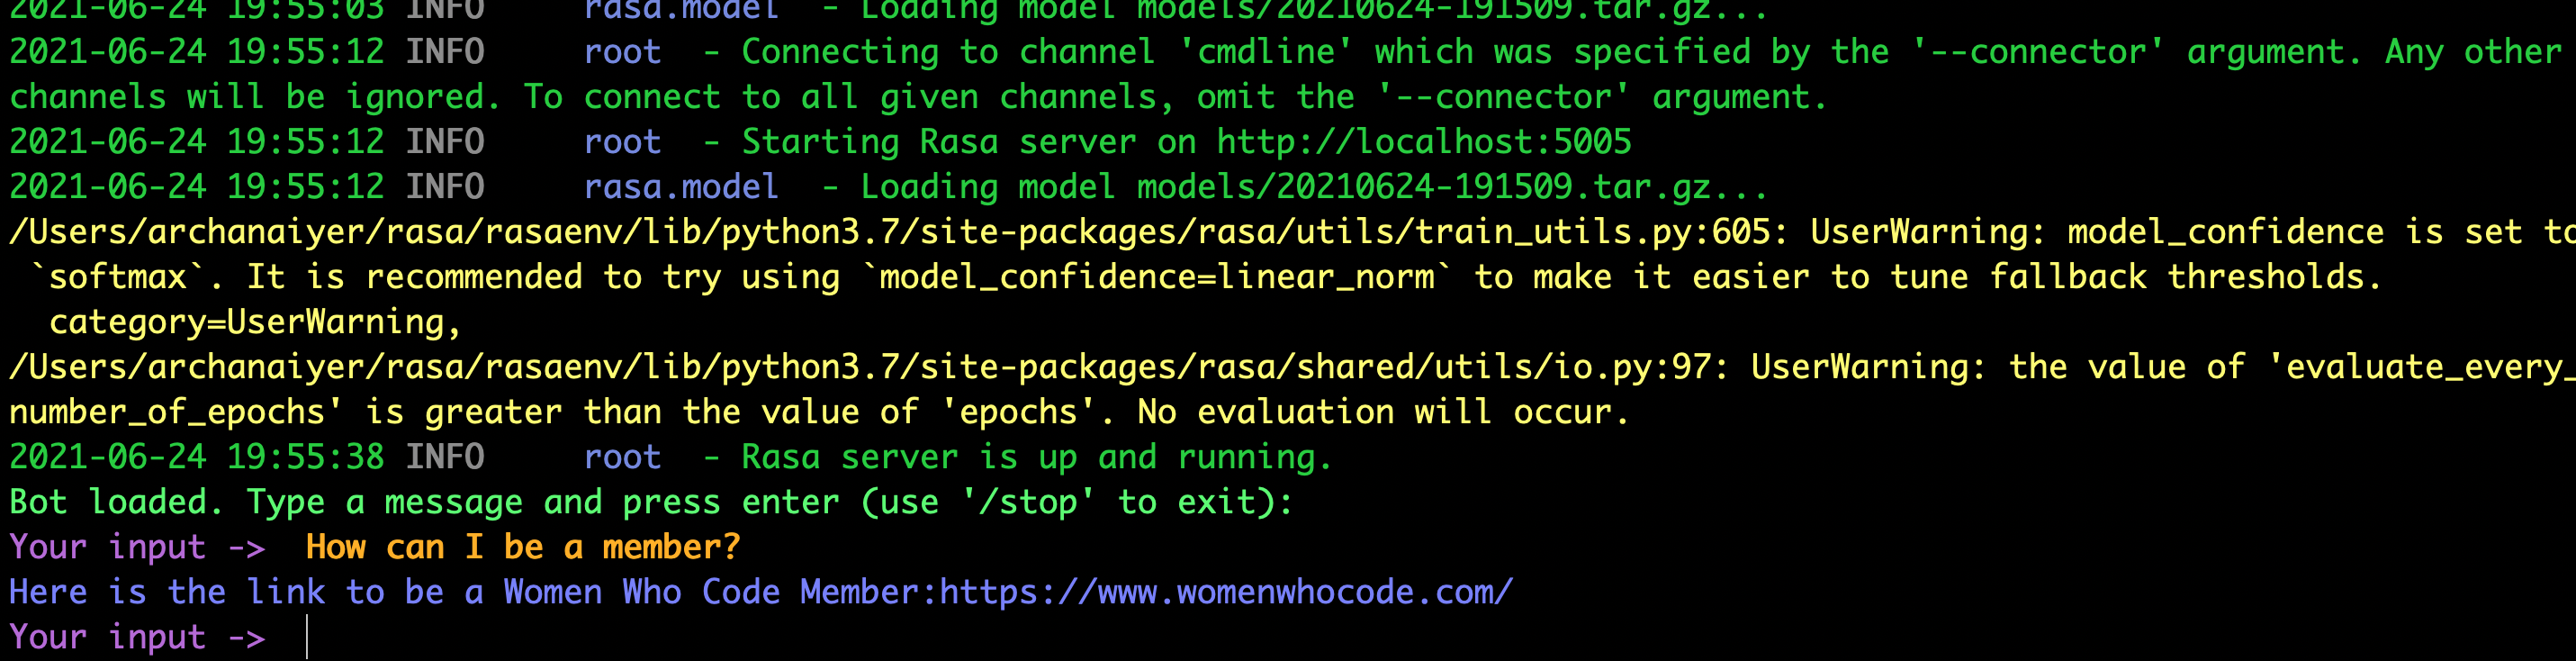 2021-06-24 19:55:03 INFO     rasa.model  - Loading model models/20210624-191509.tar.gz...
2021-06-24 19:55:12 INFO     root  - Connecting to channel 'cmdline' which was specified by the '--connector' argument. Any other
channels will be ignored. To connect to all given channels, omit the '--connector' argument.
2021-06-24 19:55:12 INFO     root  - Starting Rasa server on http://localhost:5005
2021-06-24 19:55:12 INFO     rasa.model  - Loading model models/20210624-191509.tar.gz...
/Users/archanaiyer/rasa/rasaenv/lib/python3.7/site-packages/rasa/utils/train_utils.py:605: UserWarning: model_confidence is set to
 `softmax`. It is recommended to try using `model_confidence=linear_norm` to make it easier to tune fallback thresholds.
  category=UserWarning,
/Users/archanaiyer/rasa/rasaenv/lib/python3.7/site-packages/rasa/shared/utils/io.py:97: UserWarning: the value of 'evaluate_every_
number_of_epochs' is greater than the value of 'epochs'. No evaluation will occur.
2021-06-24 19:55:38 INFO     root  - Rasa server is up and running.
Bot loaded. Type a message and press enter (use '/stop' to exit):
Your input ->  How can I be a member?
Here is the link to be a Women Who Code Member:https://www.womenwhocode.com/
Your input ->